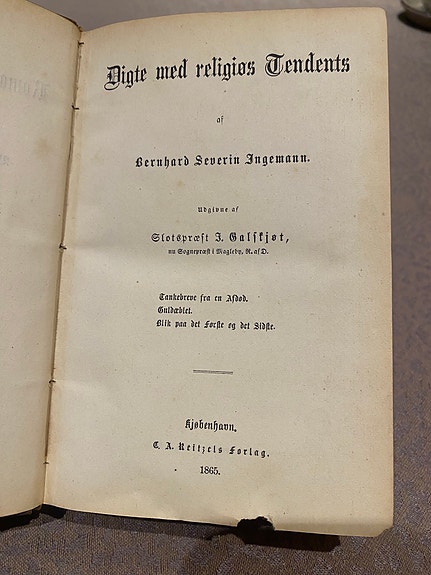 Digte med religiøs Tendents
af
Bernhard Severin Ingemann.
Udgivne af
Slotspræst J. Galskjøt,
nu Sognepræst i Magleby, R. af D.
Tankebreve fra en Afdød.
Guldæblet.
Blik paa det Første og det Sidste.
Kjøbenhavn.
C. A. Reitzels Forlag.
1865.